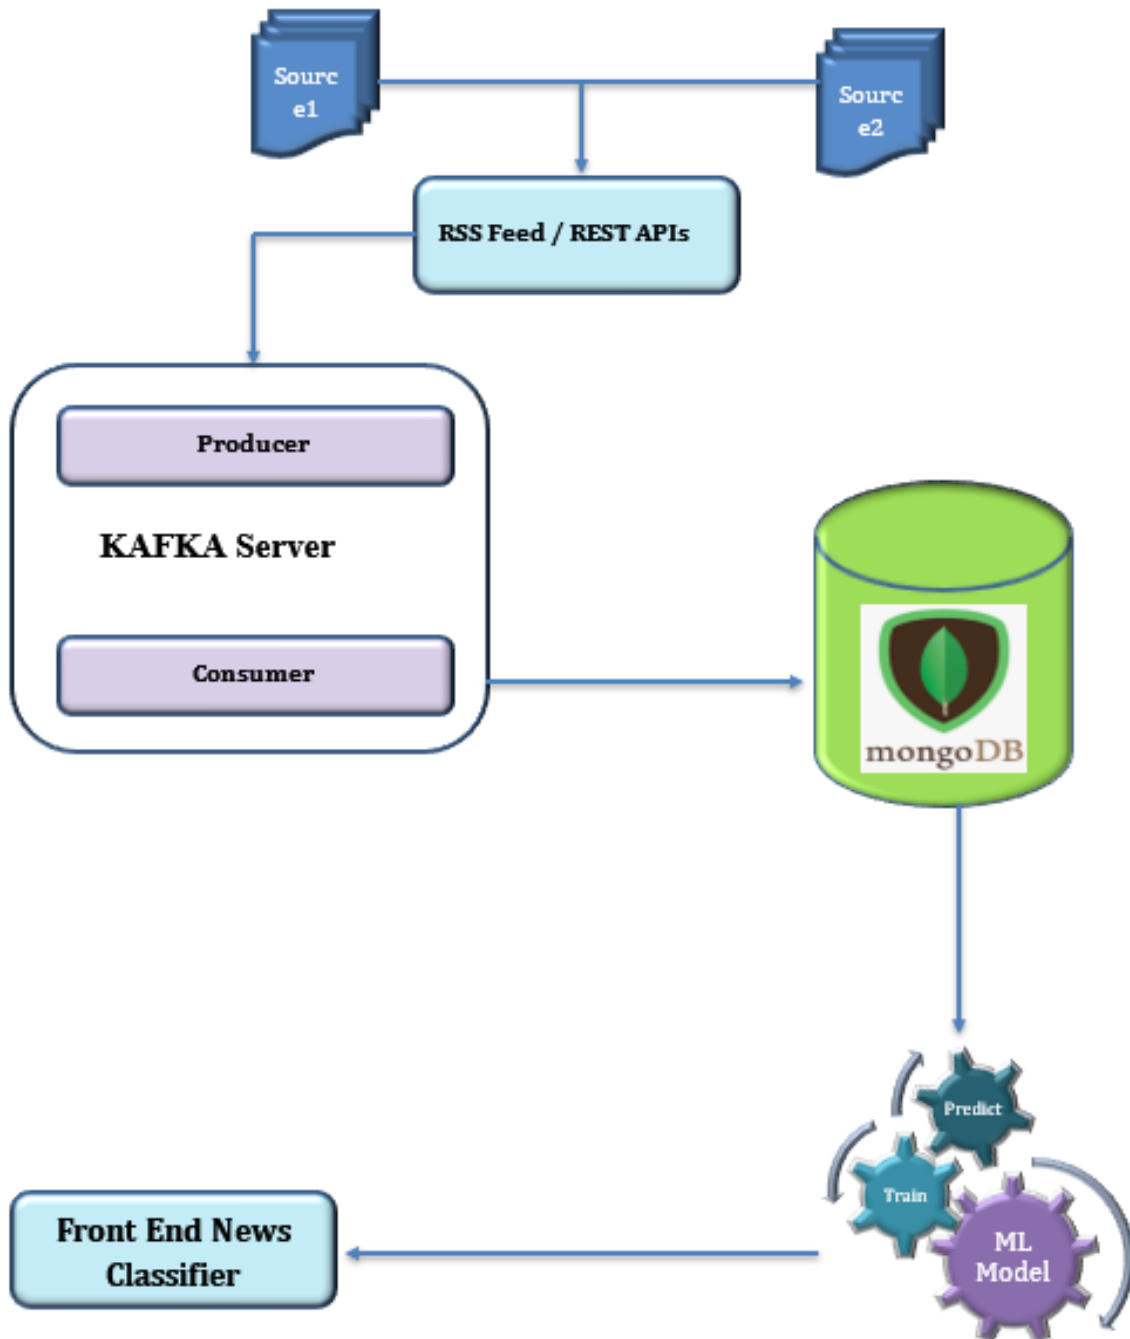 Sourc
e1
Sourc
e2
RSS Feed / REST APIs
Producer
KAFKA Server
Consumer
mongoDB
Predict
Train
ML
Model
Front End News
Classifier